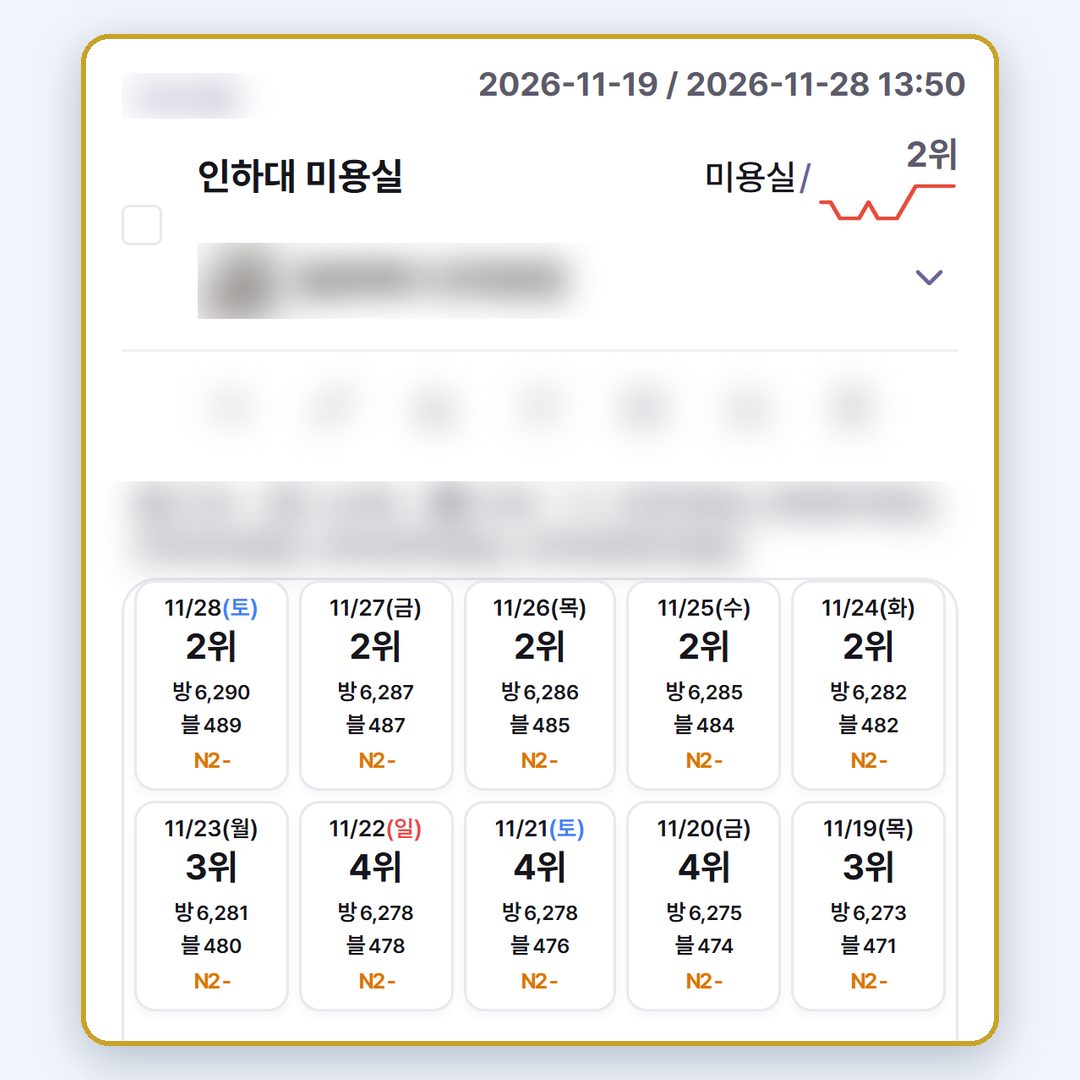 2026-11-19 / 2026-11-28 13:50
인하대 미용실
미용실/
2위
11/28(토) 11/27(금) 11/26(목) 11/25(수) 11/24(화)
2위 2위 2위 2위 2위
방6,290 방6,287 방6,286 방6,285 방6,282
블489 블487 블485 블484 블482
N2- N2- N2- N2- N2-
11/23(월) 11/22(일) 11/21(토) 11/20(금) 11/19(목)
3위 4위 4위 4위 3위
방6,281 방6,278 방6,278 방6,275 방6,273
블480 블478 블476 블474 블471
N2- N2- N2- N2- N2-